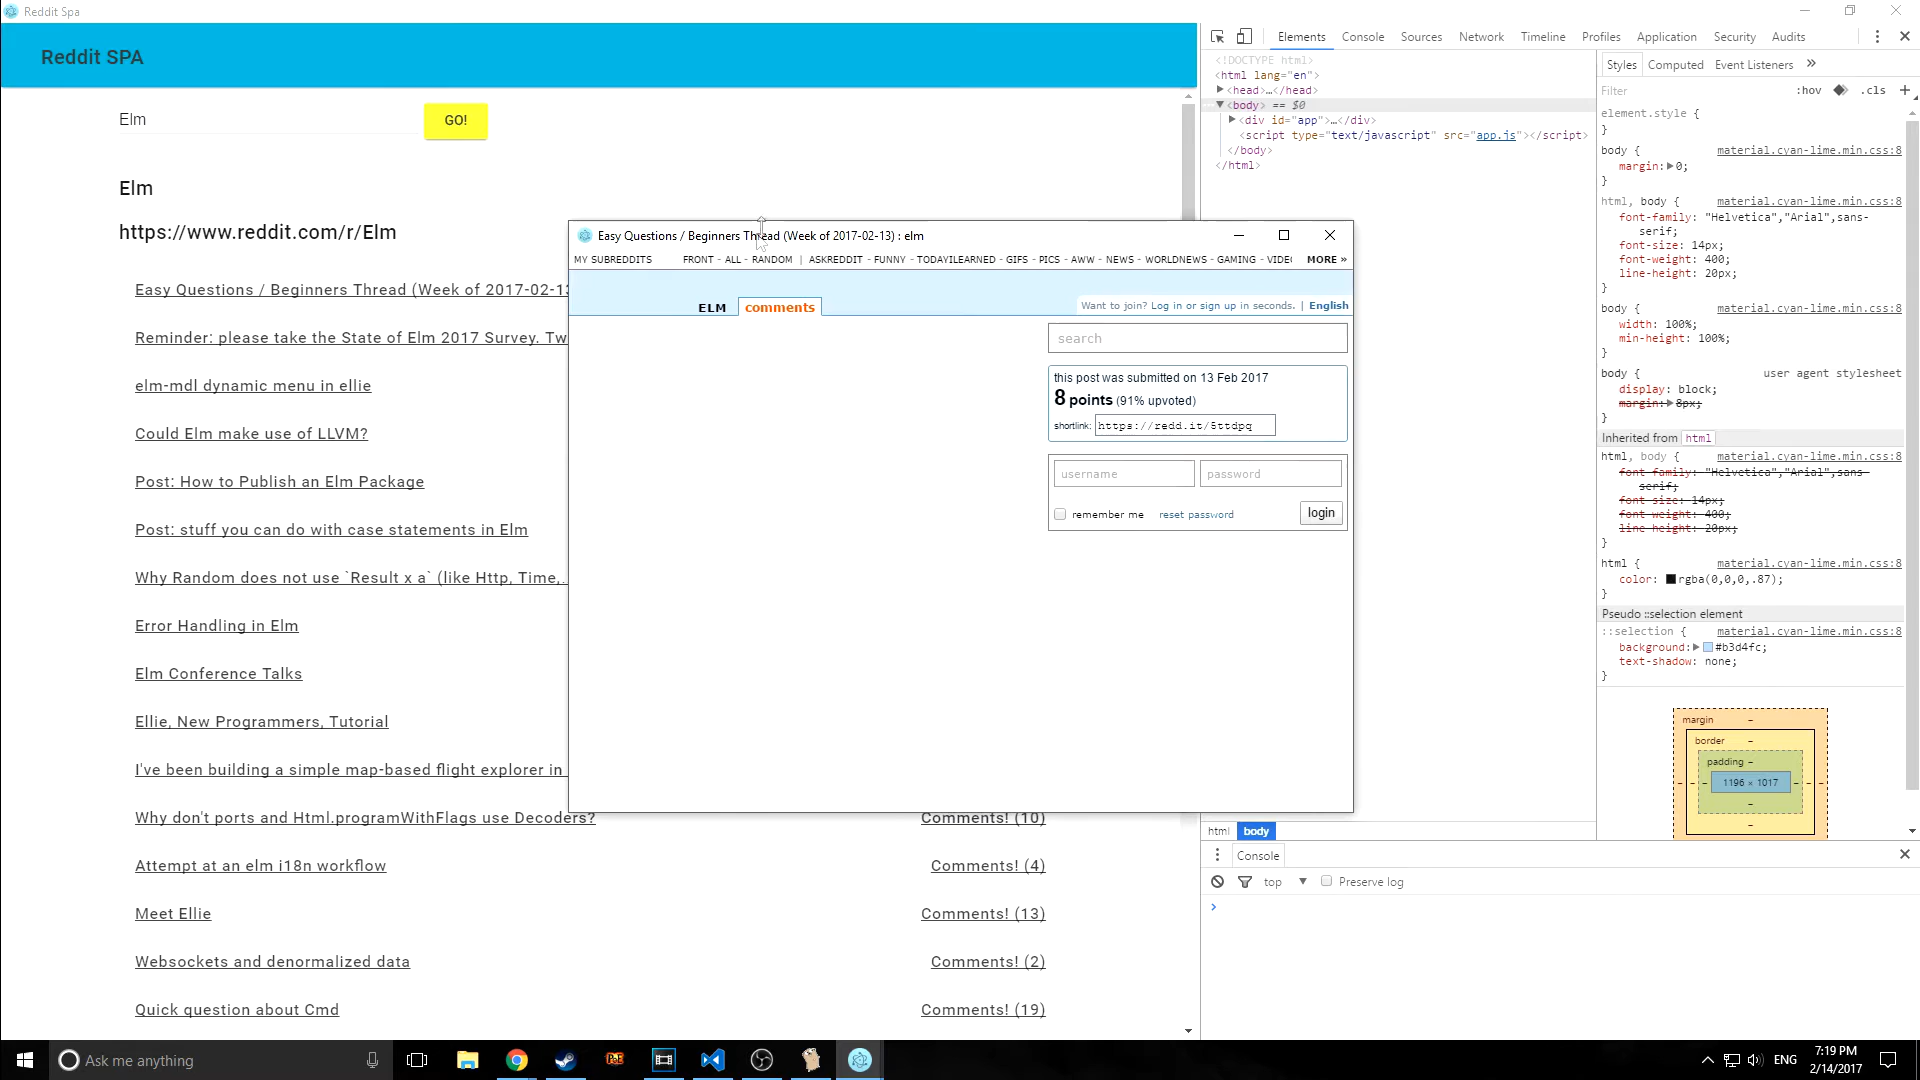 Reddit Spa
Reddit SPA
Elm
GO!
Elm
https://www.reddit.com/r/Elm
Easy Questions / Beginners Thread (Week of 2017-02-13
Reminder: please take the State of Elm 2017 Survey. Tw
elm-mdl dynamic menu in ellie
Could Elm make use of LLVM?
Post: How to Publish an Elm Package
Post: stuff you can do with case statements in Elm
Why Random does not use `Result x a` (like Http, Time,...
Error Handling in Elm
Elm Conference Talks
Ellie, New Programmers, Tutorial
I've been building a simple map-based flight explorer in
Why don't ports and Html.programWithFlags use Decoders?
Comments! (10)
Attempt at an elm i18n workflow
Comments! (4)
Meet Ellie
Comments! (13)
Websockets and denormalized data
Comments! (2)
Quick question about Cmd
Comments! (19)
Easy Questions / Beginners Thread (Week of 2017-02-13) : elm
MY SUBREDDITS FRONT - ALL - RANDOM | ASKREDDIT - FUNNY - TODAYILEARNED - GIFS - PICS - AWW - NEWS - WORLDNEWS - GAMING - VIDEO MORE »
ELM comments
Want to join? Log in or sign up in seconds. | English
search
this post was submitted on 13 Feb 2017
8 points (91% upvoted)
shortlink: https://redd.it/5ttdpq
username password
remember me reset password login
Elements Console Sources Network Timeline Profiles Application Security Audits
<!DOCTYPE html>
<html lang="en">
<head>…</head>
<body> == $0
<div id="app">…</div>
<script type="text/javascript" src="app.js"></script>
</body>
</html>
html body
Styles Computed Event Listeners »
Filter :hov .cls +
element.style {
}
body { material.cyan-lime.min.css:8
margin: 0;
}
html, body { material.cyan-lime.min.css:8
font-family: "Helvetica","Arial",sans-
serif;
font-size: 14px;
font-weight: 400;
line-height: 20px;
}
body { material.cyan-lime.min.css:8
width: 100%;
min-height: 100%;
}
body { user agent stylesheet
display: block;
margin: 8px;
}
Inherited from html
html, body { material.cyan-lime.min.css:8
font-family: "Helvetica","Arial",sans-
serif;
font-size: 14px;
font-weight: 400;
line-height: 20px;
}
html { material.cyan-lime.min.css:8
color: rgba(0,0,0,.87);
}
Pseudo ::selection element
::selection { material.cyan-lime.min.css:8
background: #b3d4fc;
text-shadow: none;
}
margin –
border –
padding –
– – – 1196 × 1017 – – –
–
–
Console
top Preserve log
Ask me anything
ENG
7:19 PM
2/14/2017